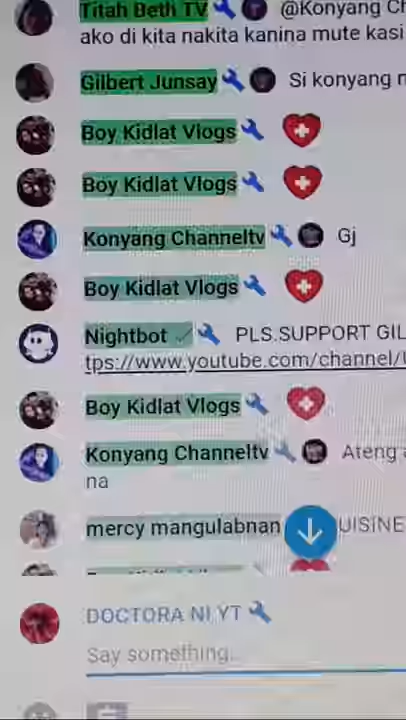 Titah Beth TV @Konyang Ch
ako di kita nakita kanina mute kasi
Gilbert Junsay Si konyang
Boy Kidlat Vlogs
Boy Kidlat Vlogs
Konyang Channeltv Gj
Boy Kidlat Vlogs
Nightbot PLS.SUPPORT GIL
tps://www.youtube.com/channel/
Boy Kidlat Vlogs
Konyang Channeltv Ateng
na
mercy mangulabnan UISINE
DOCTORA NI YT
Say something...